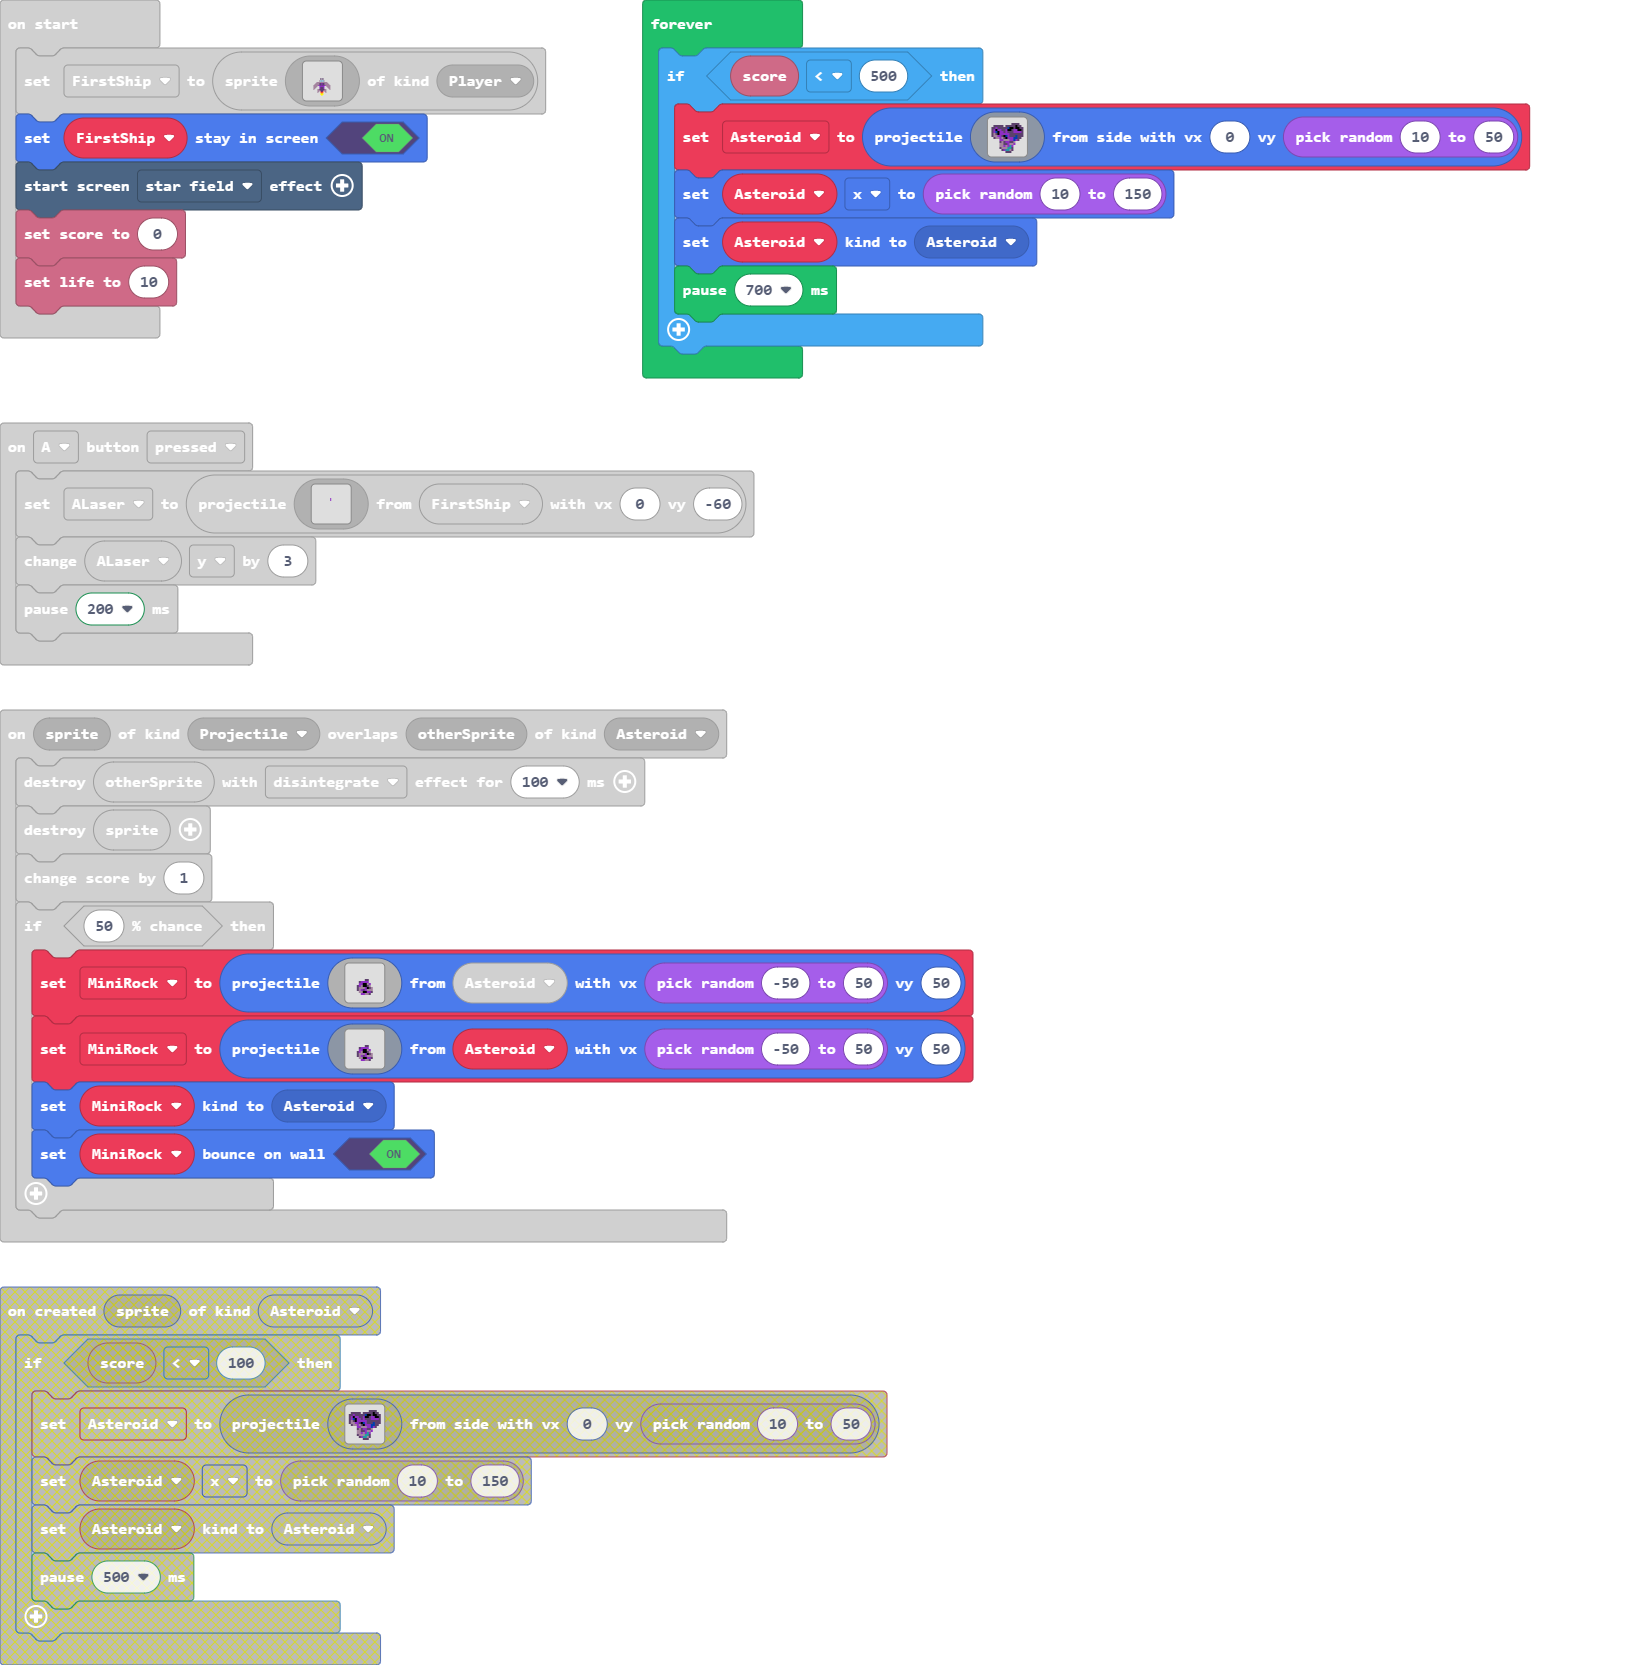 on start
set FirstShip to sprite of kind Player
set FirstShip stay in screen ON
start screen star field effect
set score to 0
set life to 10
forever
if score < 500 then
set Asteroid to projectile from side with vx 0 vy pick random 10 to 50
set Asteroid x to pick random 10 to 150
set Asteroid kind to Asteroid
pause 700 ms
on A button pressed
set ALaser to projectile from FirstShip with vx 0 vy -60
change ALaser y by 3
pause 200 ms
on sprite of kind Projectile overlaps otherSprite of kind Asteroid
destroy otherSprite with disintegrate effect for 100 ms
destroy sprite
change score by 1
if 50 % chance then
set MiniRock to projectile from Asteroid with vx pick random -50 to 50 vy 50
set MiniRock to projectile from Asteroid with vx pick random -50 to 50 vy 50
set MiniRock kind to Asteroid
set MiniRock bounce on wall ON
on created sprite of kind Asteroid
if score < 100 then
set Asteroid to projectile from side with vx 0 vy pick random 10 to 50
set Asteroid x to pick random 10 to 150
set Asteroid kind to Asteroid
pause 500 ms